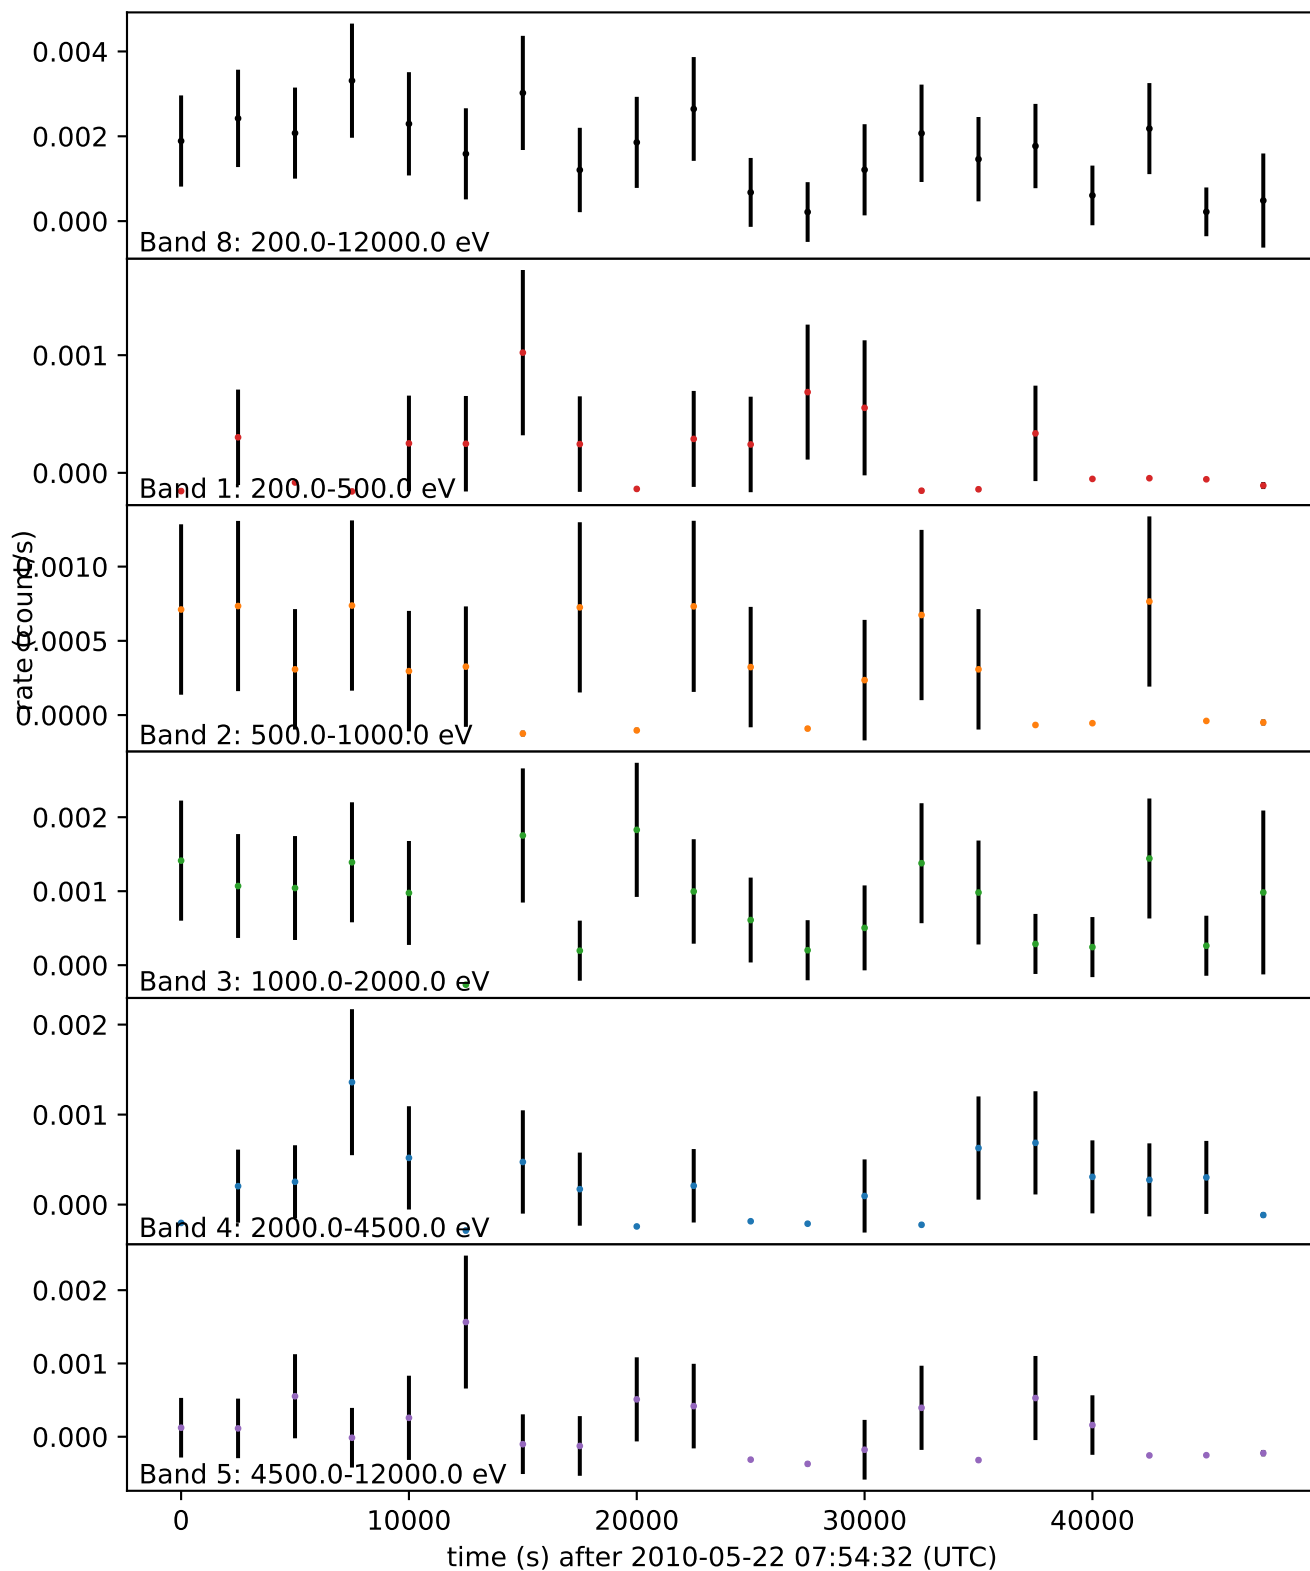 0.004
0.002
0.000
Band 8: 200.0-12000.0 eV
0.001
0.000
Band 1: 200.0-500.0 eV
rate (count/s)
0.0010
0.0005
0.0000
Band 2: 500.0-1000.0 eV
0.002
0.001
0.000
Band 3: 1000.0-2000.0 eV
0.002
0.001
0.000
Band 4: 2000.0-4500.0 eV
0.002
0.001
0.000
Band 5: 4500.0-12000.0 eV
0 10000 20000 30000 40000
time (s) after 2010-05-22 07:54:32 (UTC)